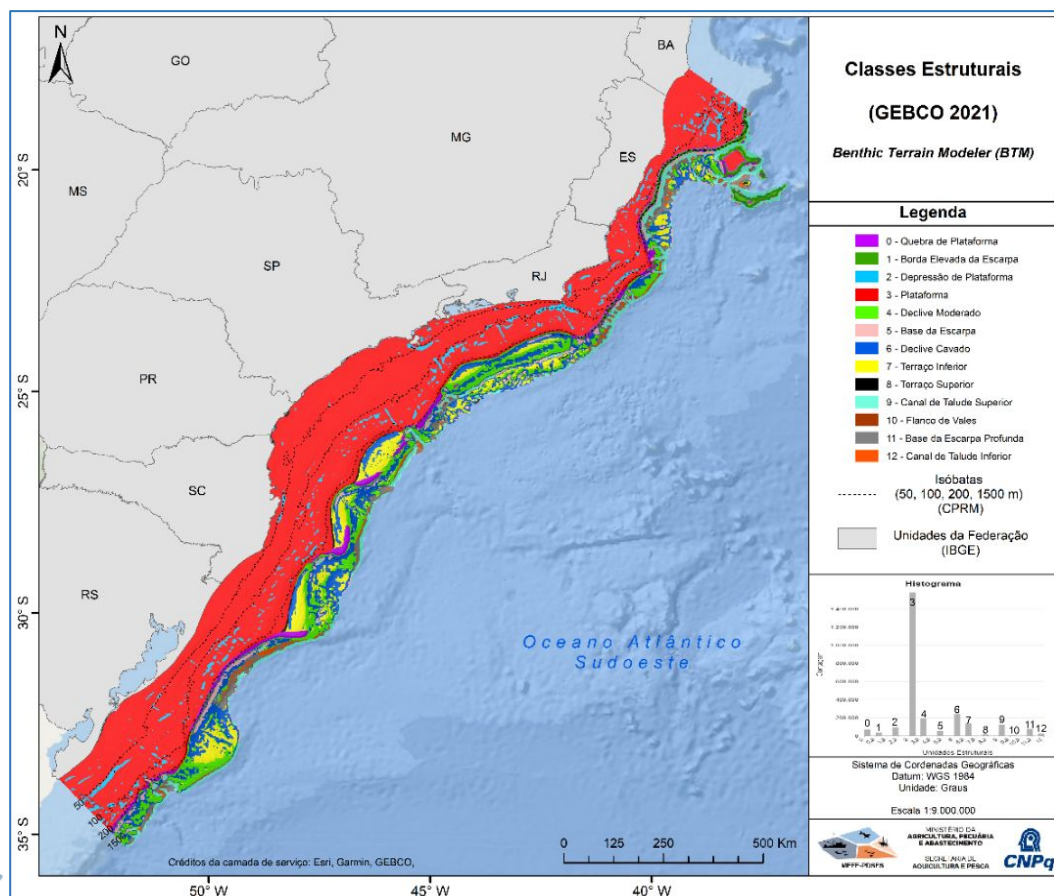 N
BA
GO
MG
ES
MS
SP
RJ
PR
SC
RS
20° S
25° S
30° S
35° S
50° W
45° W
40° W
50
100
200
1500
Oceano Atlântico
Sudoeste
0 125 250 500 Km
Créditos da camada de serviço: Esri, Garmin, GEBCO,
Classes Estruturais
(GEBCO 2021)
Benthic Terrain Modeler (BTM)
Legenda
0 - Quebra de Plataforma
1 - Borda Elevada da Escarpa
2 - Depressão de Plataforma
3 - Plataforma
4 - Declive Moderado
5 - Base da Escarpa
6 - Declive Cavado
7 - Terraço Inferior
8 - Terraço Superior
9 - Canal de Talude Superior
10 - Flanco de Vales
11 - Base da Escarpa Profunda
12 - Canal de Talude Inferior
Isóbatas
(50, 100, 200, 1500 m)
(CPRM)
Unidades da Federação
(IBGE)
Histograma
0 1 2 3 4 5 6 7 8 9 10 11 12
Unidades Estruturais
Sistema de Cordenadas Geográficas
Datum: WGS 1984
Unidade: Graus
Escala 1:9.000.000
MINISTÉRIO DA
AGRICULTURA, PECUÁRIA
E ABASTECIMENTO
SECRETARIA DE
AQUICULTURA E PESCA
CNPq